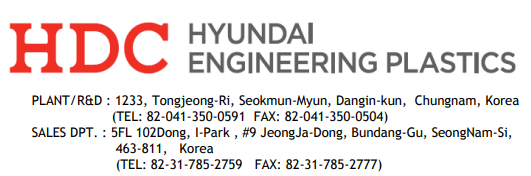 HDC HYUNDAI
ENGINEERING PLASTICS
PLANT/R&D : 1233, Tongjeong-Ri, Seokmun-Myun, Dangin-kun, Chungnam, Korea
(TEL: 82-041-350-0591 FAX: 82-041-350-0504)
SALES DPT. : 5FL 102Dong, I-Park , #9 JeongJa-Dong, Bundang-Gu, SeongNam-Si,
463-811, Korea
(TEL: 82-31-785-2759 FAX: 82-31-785-2777)